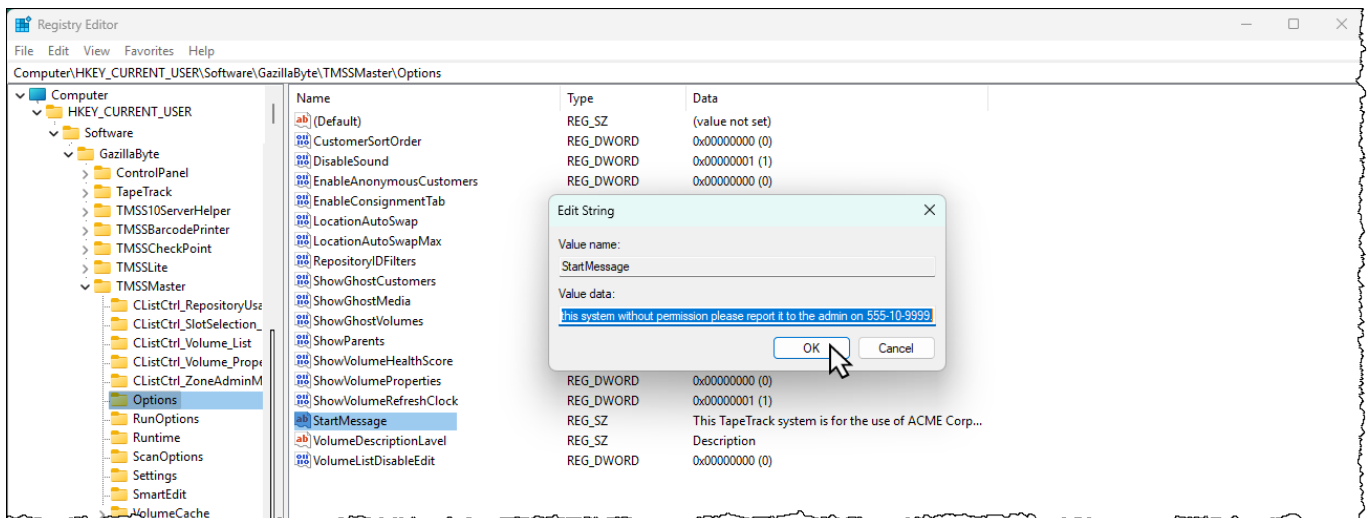 Registry Editor
File Edit View Favorites Help
Computer\HKEY_CURRENT_USER\Software\GazillaByte\TMSSMaster\Options
Computer
HKEY_CURRENT_USER
Software
GazillaByte
ControlPanel
TapeTrack
TMSS10ServerHelper
TMSSBarcodePrinter
TMSSCheckPoint
TMSSLite
TMSSMaster
CListCtrl_RepositoryUsa
CListCtrl_SlotSelection_
CListCtrl_Volume_List
CListCtrl_Volume_Prope
CListCtrl_ZoneAdminM
Options
RunOptions
Runtime
ScanOptions
Settings
SmartEdit
VolumeCache
Name Type Data
(Default) REG_SZ (value not set)
CustomerSortOrder REG_DWORD 0x00000000 (0)
DisableSound REG_DWORD 0x00000001 (1)
EnableAnonymousCustomers REG_DWORD 0x00000000 (0)
EnableConsignmentTab
LocationAutoSwap
LocationAutoSwapMax
RepositoryIDFilters
ShowGhostCustomers
ShowGhostMedia
ShowGhostVolumes
ShowParents
ShowVolumeHealthScore
ShowVolumeProperties REG_DWORD 0x00000000 (0)
ShowVolumeRefreshClock REG_DWORD 0x00000001 (1)
StartMessage REG_SZ This TapeTrack system is for the use of ACME Corp...
VolumeDescriptionLavel REG_SZ Description
VolumeListDisableEdit REG_DWORD 0x00000000 (0)
Edit String
Value name:
StartMessage
Value data:
this system without permission please report it to the admin on 555-10-9999.
OK Cancel